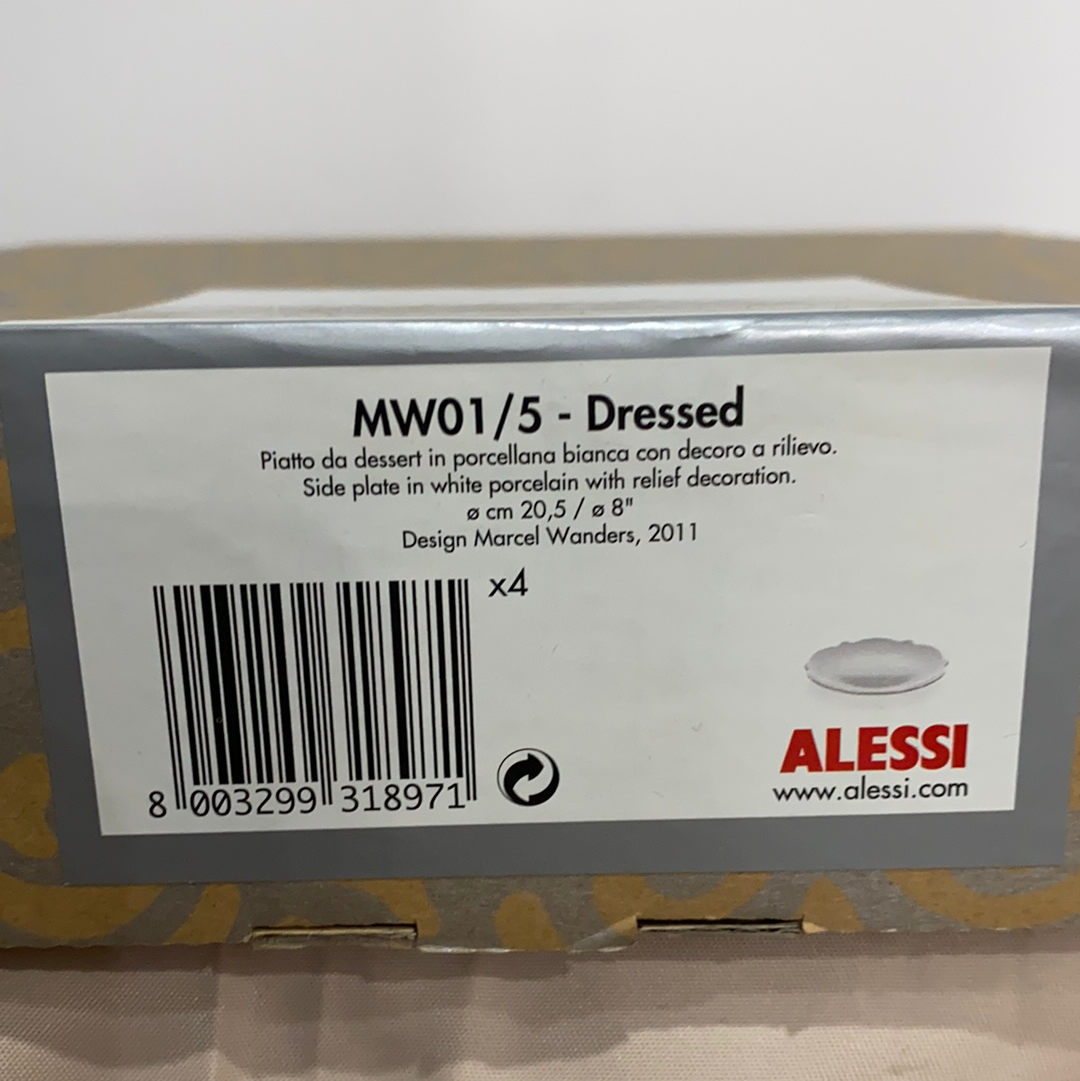 MW01/5 - Dressed
Piatto da dessert in porcellana bianca con decoro a rilievo.
Side plate in white porcelain with relief decoration.
ø cm 20,5 / ø 8"
Design Marcel Wanders, 2011
x4
8 003299 318971
ALESSI
www.alessi.com